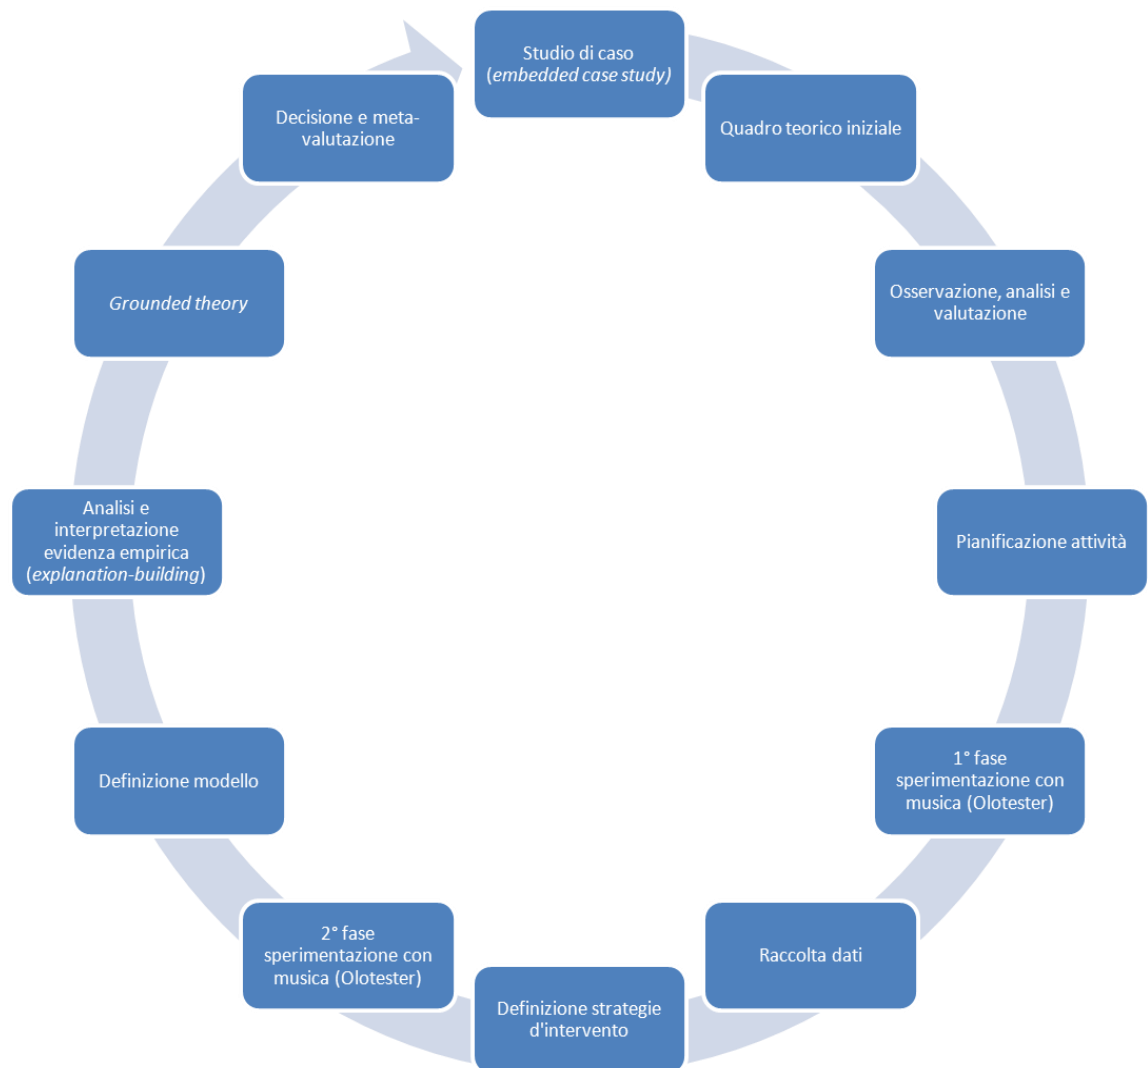 Studio di caso
(embedded case study)
Quadro teorico iniziale
Osservazione, analisi e
valutazione
Pianificazione attività
1° fase
sperimentazione con
musica (Olotester)
Raccolta dati
Definizione strategie
d'intervento
2° fase
sperimentazione con
musica (Olotester)
Definizione modello
Analisi e
interpretazione
evidenza empirica
(explanation-building)
Grounded theory
Decisione e meta-
valutazione